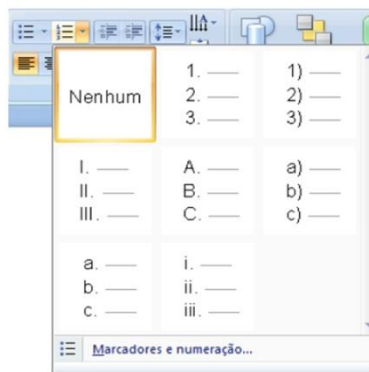 Nenhum
1.
2.
3.
1)
2)
3)
I.
II.
III.
A.
B.
C.
a)
b)
c)
a.
b.
c.
i.
ii.
iii.
Marcadores e numeração...